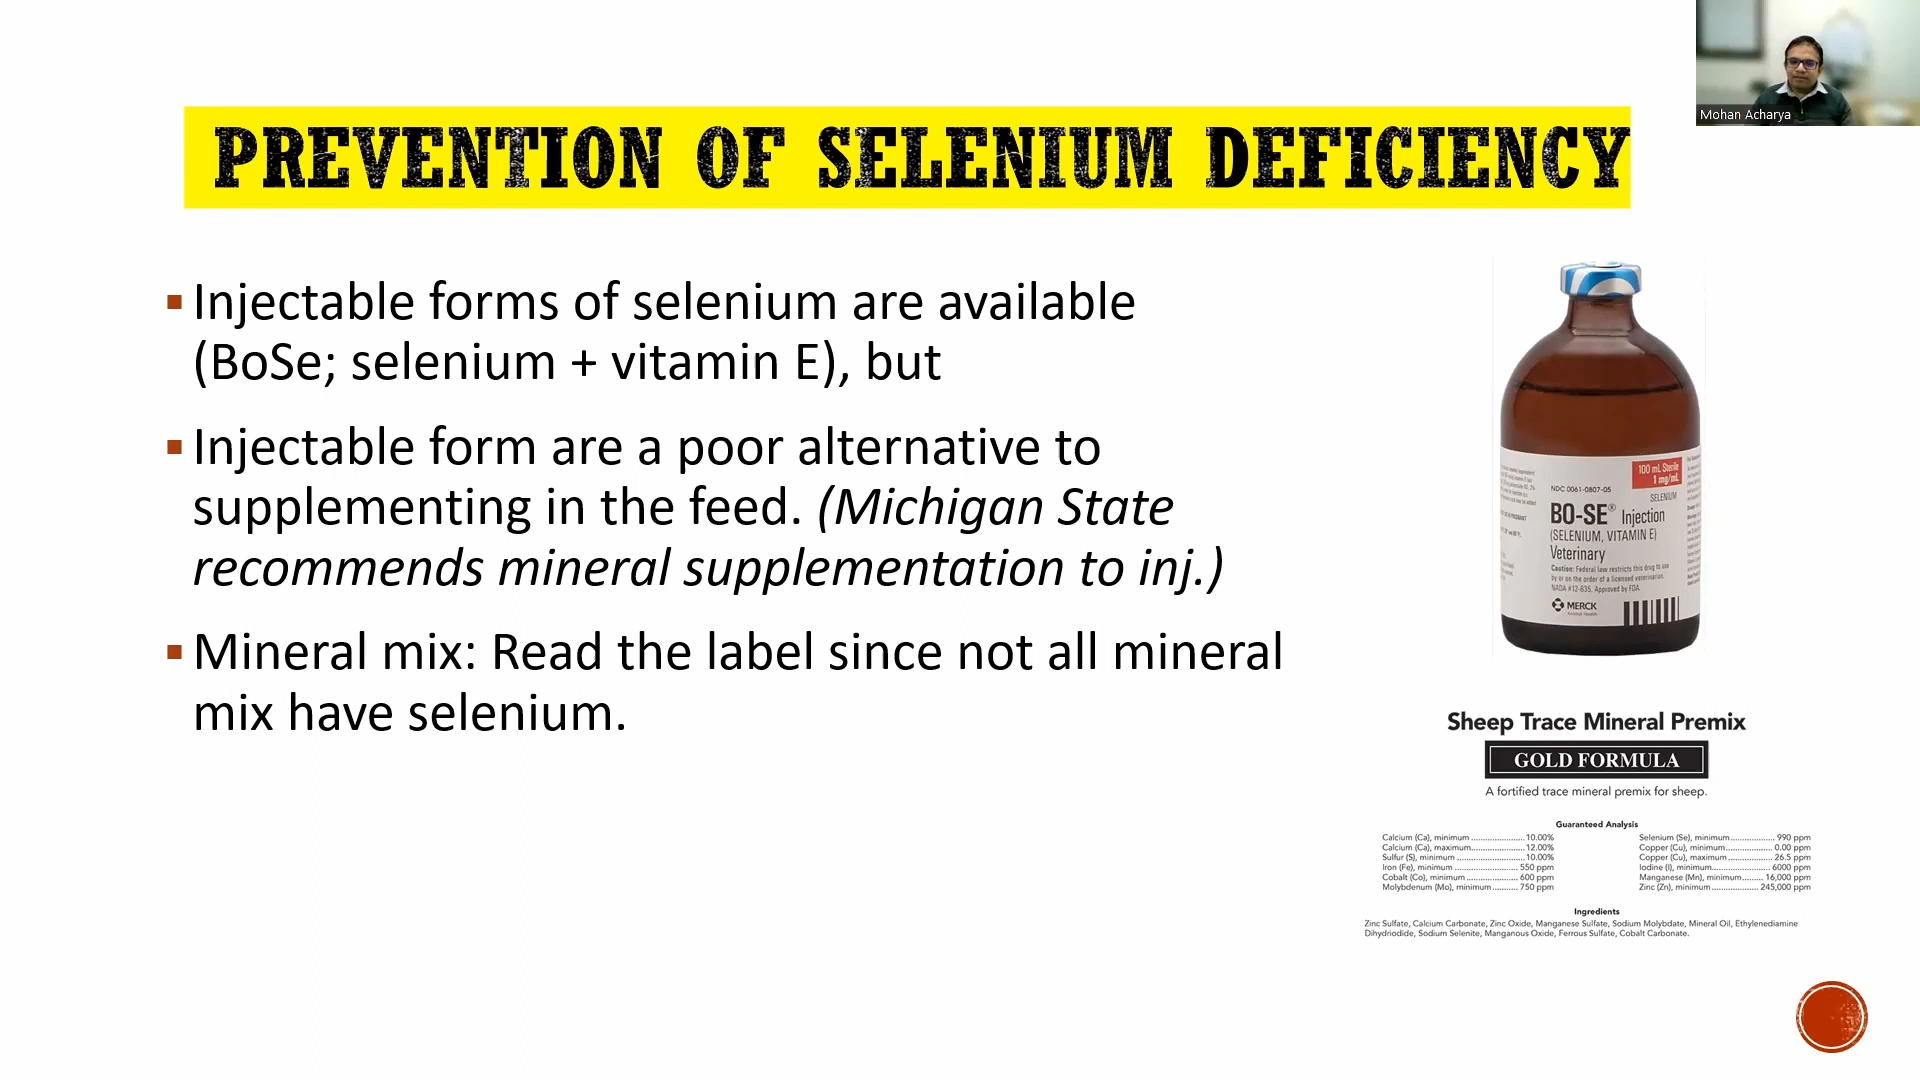 Mohan Acharya
PREVENTION OF SELENIUM DEFICIENCY
Injectable forms of selenium are available
(BoSe; selenium + vitamin E), but
Injectable form are a poor alternative to
supplementing in the feed. (Michigan State
recommends mineral supplementation to inj.)
Mineral mix: Read the label since not all mineral
mix have selenium.
100 mL Sterile
1 mg/mL
NDC 0061-0807-05
SELENIUM
BO-SE® Injection
(SELENIUM, VITAMIN E)
Veterinary
Caution: Federal law restricts this drug to use
by or on the order of a licensed veterinarian.
NADA #12-635, Approved by FDA.
MERCK
Animal Health
Sheep Trace Mineral Premix
GOLD FORMULA
A fortified trace mineral premix for sheep.
Guaranteed Analysis
Calcium (Ca), minimum ...................... 10.00%
Calcium (Ca), maximum...................... 12.00%
Sulfur (S), minimum ........................... 10.00%
Iron (Fe), minimum .......................... 550 ppm
Cobalt (Co), minimum ..................... 600 ppm
Molybdenum (Mo), minimum .......... 750 ppm
Selenium (Se), minimum.................. 990 ppm
Copper (Cu), minimum..................... 0.00 ppm
Copper (Cu), maximum .................... 26.5 ppm
Iodine (I), minimum........................ 6000 ppm
Manganese (Mn), minimum......... 16,000 ppm
Zinc (Zn), minimum ................... 245,000 ppm
Ingredients
Zinc Sulfate, Calcium Carbonate, Zinc Oxide, Manganese Sulfate, Sodium Molybdate, Mineral Oil, Ethylenediamine
Dihydriodide, Sodium Selenite, Manganous Oxide, Ferrous Sulfate, Cobalt Carbonate.